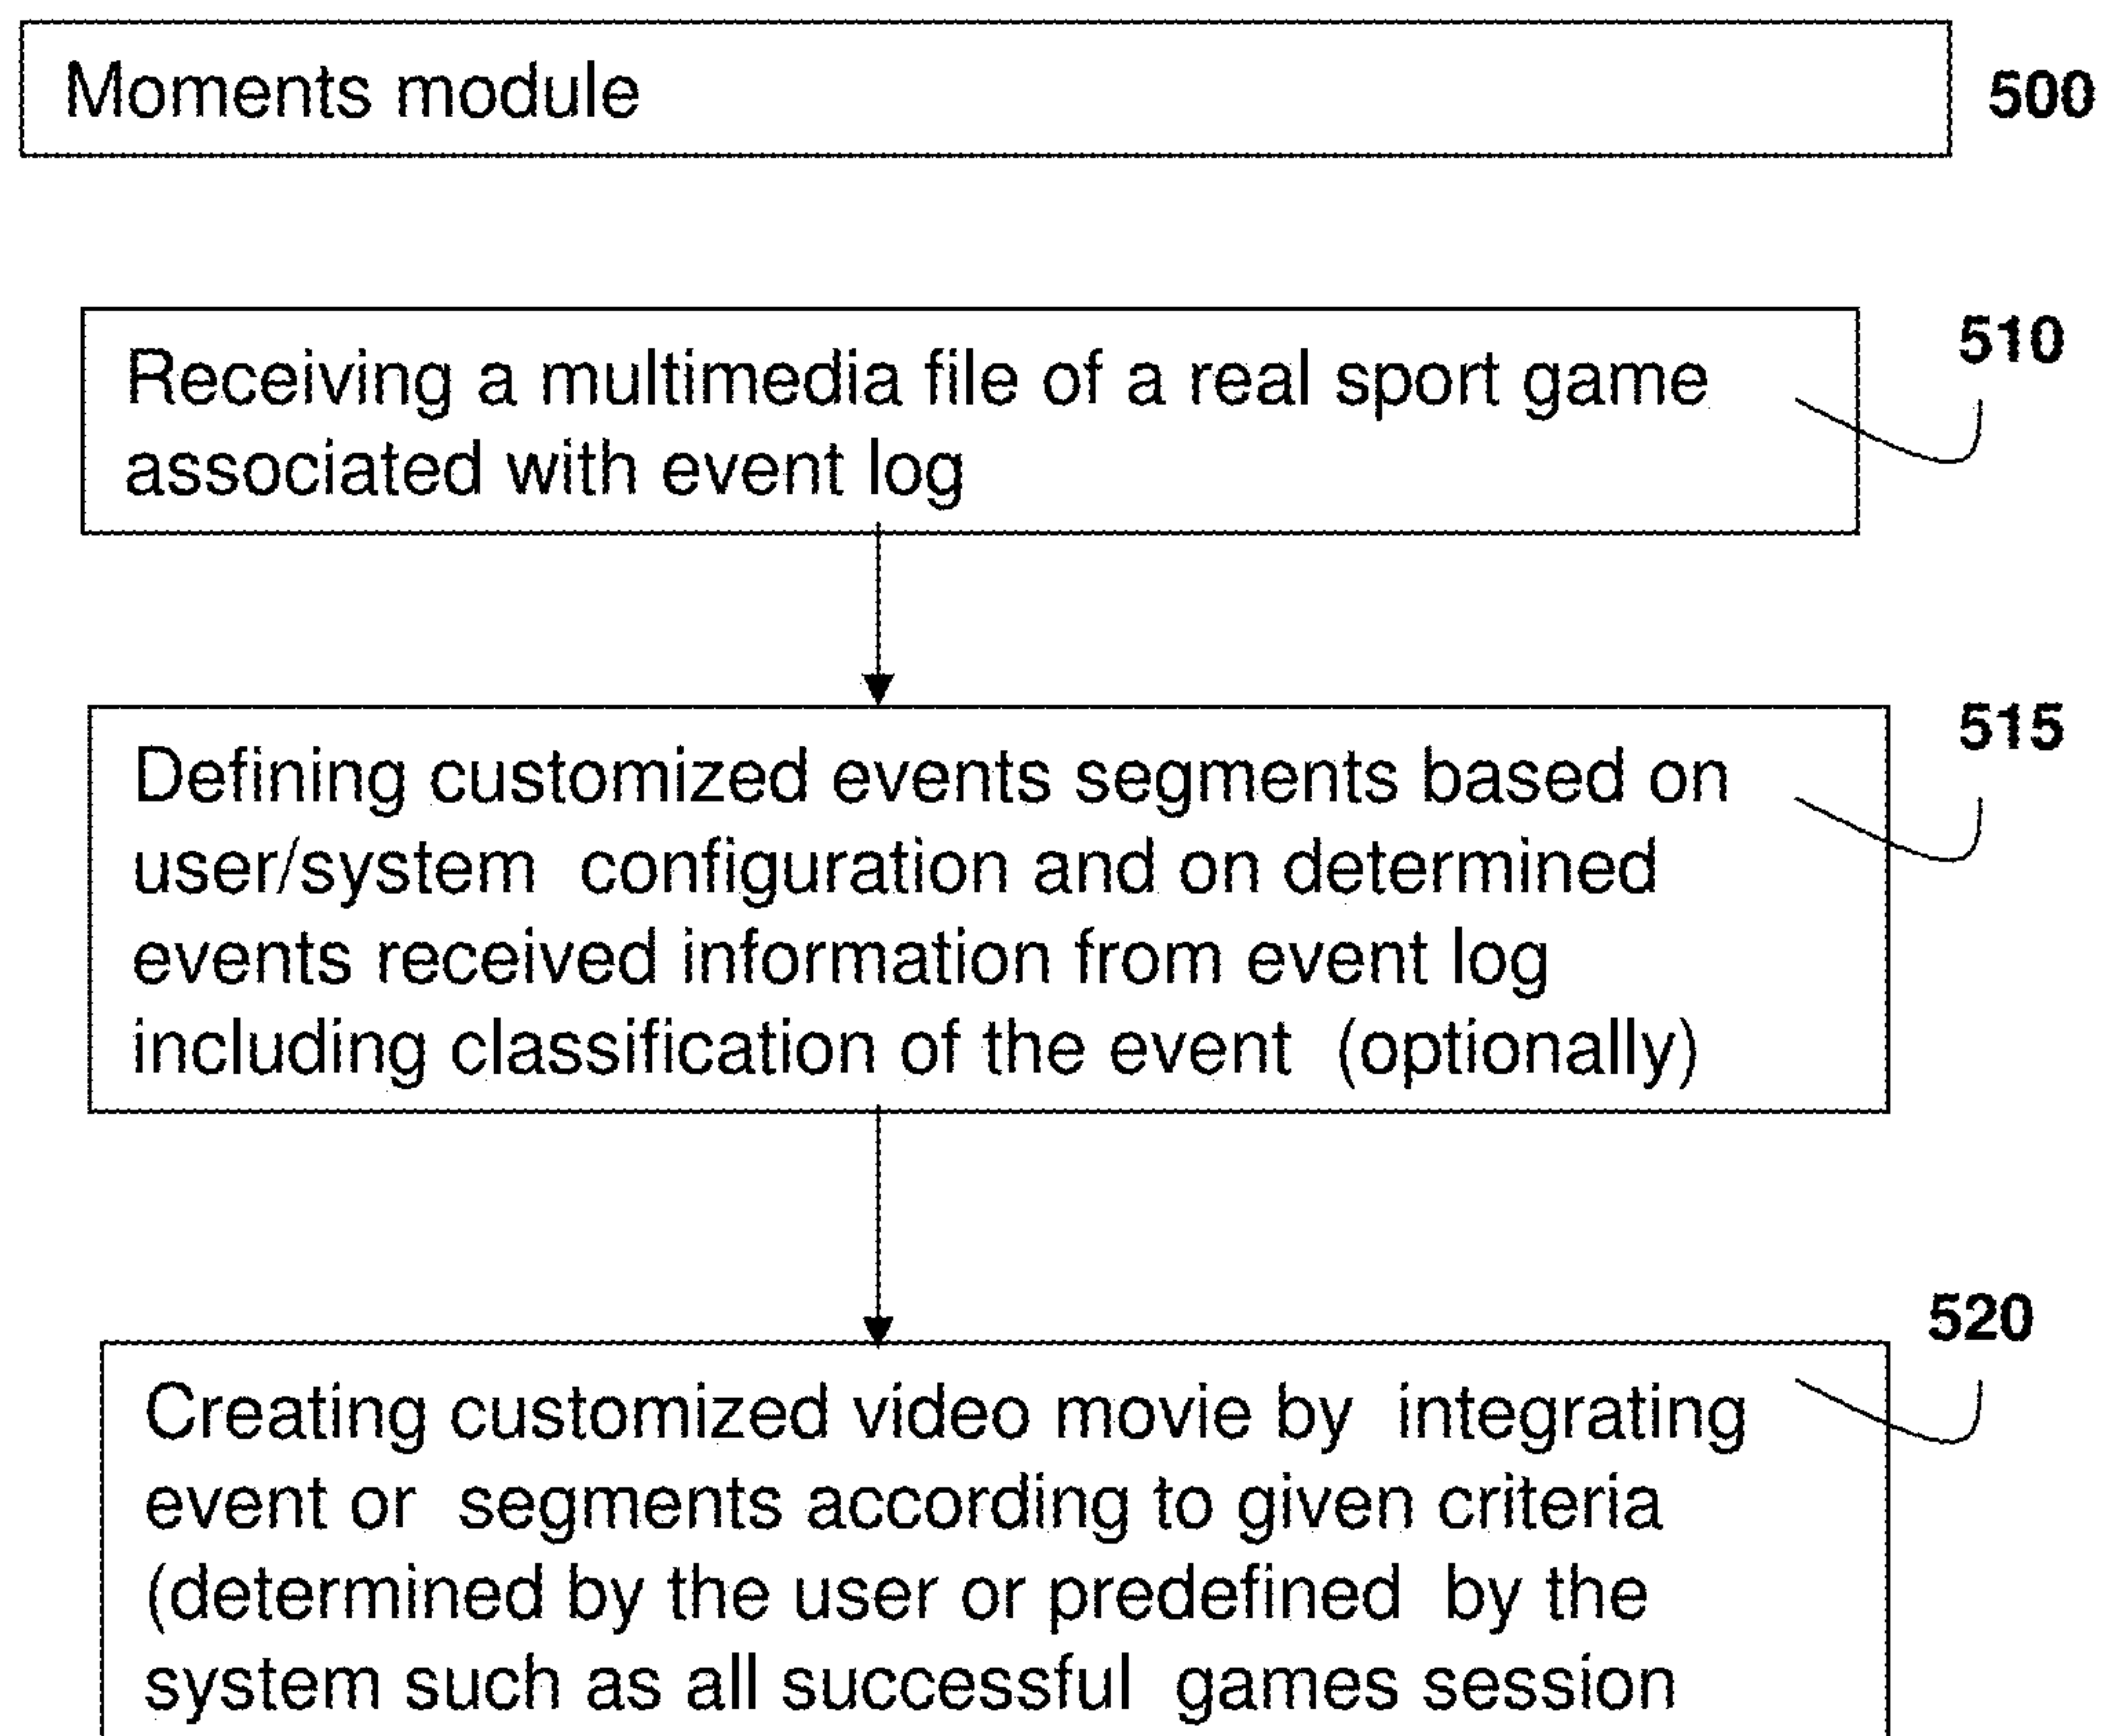 Moments module
500
Receiving a multimedia file of a real sport game
associated with event log
510
Defining customized events segments based on
user/system configuration and on determined
events received information from event log
including classification of the event (optionally)
515
Creating customized video movie by integrating
event or segments according to given criteria
(determined by the user or predefined by the
system such as all successful games session
520